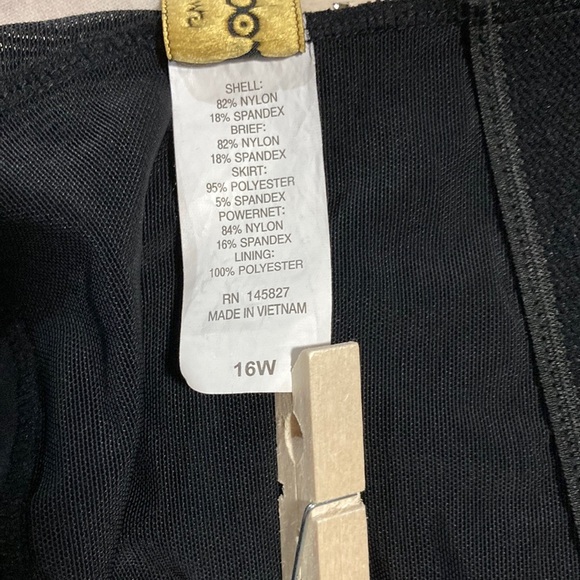 SHELL:
82% NYLON
18% SPANDEX
BRIEF:
82% NYLON
18% SPANDEX
SKIRT:
95% POLYESTER
5% SPANDEX
POWERNET:
84% NYLON
16% SPANDEX
LINING:
100% POLYESTER
RN 145827
MADE IN VIETNAM
16W